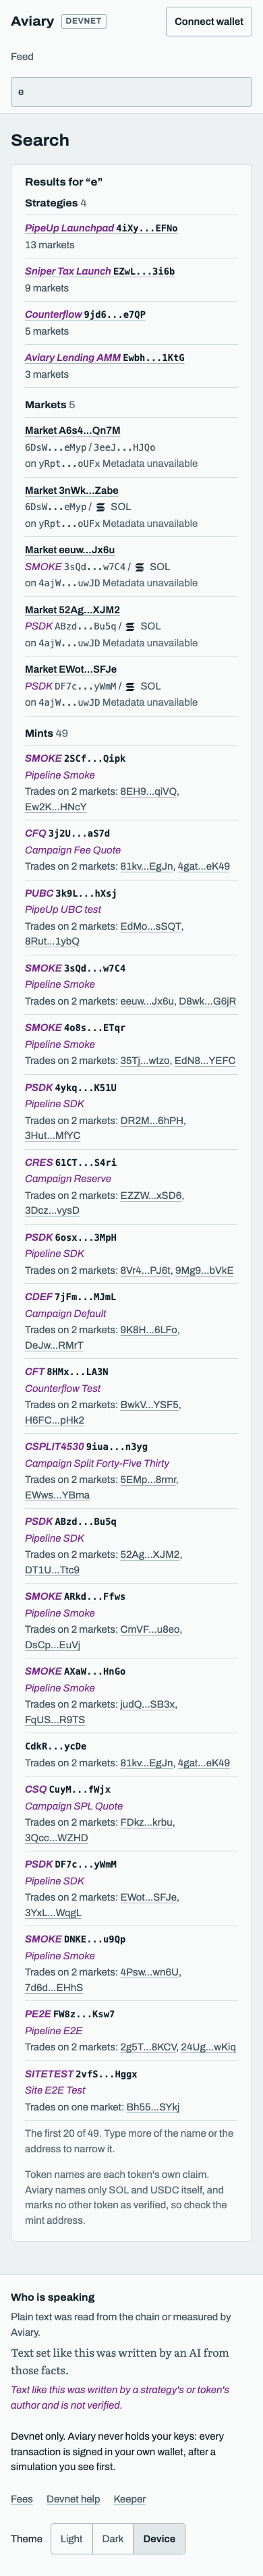 Aviary DEVNET Connect wallet
Feed
e
Search
Results for “e”
Strategies 4
PipeUp Launchpad 4iXy...EFNo
13 markets
Sniper Tax Launch EZwL...3i6b
9 markets
Counterflow 9jd6...e7QP
5 markets
Aviary Lending AMM Ewbh...1KtG
3 markets
Markets 5
Market A6s4…Qn7M
6DsW...eMyp / 3eeJ...HJQo
on yRpt...oUFx Metadata unavailable
Market 3nWk…Zabe
6DsW...eMyp / SOL
on yRpt...oUFx Metadata unavailable
Market eeuw…Jx6u
SMOKE 3sQd...w7C4 / SOL
on 4ajW...uwJD Metadata unavailable
Market 52Ag…XJM2
PSDK ABzd...Bu5q / SOL
on 4ajW...uwJD Metadata unavailable
Market EWot…SFJe
PSDK DF7c...yWmM / SOL
on 4ajW...uwJD Metadata unavailable
Mints 49
SMOKE 2SCf...Qipk
Pipeline Smoke
Trades on 2 markets: 8EH9…qiVQ,
Ew2K…HNcY
CFQ 3j2U...aS7d
Campaign Fee Quote
Trades on 2 markets: 81kv…EgJn, 4gat…eK49
PUBC 3k9L...hXsj
PipeUp UBC test
Trades on 2 markets: EdMo…sSQT,
8Rut…1ybQ
SMOKE 3sQd...w7C4
Pipeline Smoke
Trades on 2 markets: eeuw…Jx6u, D8wk…G6jR
SMOKE 4o8s...ETqr
Pipeline Smoke
Trades on 2 markets: 35Tj…wtzo, EdN8…YEFC
PSDK 4ykq...K51U
Pipeline SDK
Trades on 2 markets: DR2M…6hPH,
3Hut…MfYC
CRES 61CT...S4ri
Campaign Reserve
Trades on 2 markets: EZZW…xSD6,
3Dcz…vysD
PSDK 6osx...3MpH
Pipeline SDK
Trades on 2 markets: 8Vr4…PJ6t, 9Mg9…bVkE
CDEF 7jFm...MJmL
Campaign Default
Trades on 2 markets: 9K8H…6LFo,
DeJw…RMrT
CFT 8HMx...LA3N
Counterflow Test
Trades on 2 markets: BwkV…YSF5,
H6FC…pHk2
CSPLIT4530 9iua...n3yg
Campaign Split Forty-Five Thirty
Trades on 2 markets: 5EMp…8rmr,
EWws…YBma
PSDK ABzd...Bu5q
Pipeline SDK
Trades on 2 markets: 52Ag…XJM2,
DT1U…Ttc9
SMOKE ARkd...Ffws
Pipeline Smoke
Trades on 2 markets: CmVF…u8eo,
DsCp…EuVj
SMOKE AXaW...HnGo
Pipeline Smoke
Trades on 2 markets: judQ…SB3x,
FqUS…R9TS
CdkR...ycDe
Trades on 2 markets: 81kv…EgJn, 4gat…eK49
CSQ CuyM...fWjx
Campaign SPL Quote
Trades on 2 markets: FDkz…krbu,
3Qcc…WZHD
PSDK DF7c...yWmM
Pipeline SDK
Trades on 2 markets: EWot…SFJe,
3YxL…WqgL
SMOKE DNKE...u9Qp
Pipeline Smoke
Trades on 2 markets: 4Psw…wn6U,
7d6d…EHhS
PE2E FW8z...Ksw7
Pipeline E2E
Trades on 2 markets: 2g5T…8KCV, 24Ug…wKiq
SITETEST 2vfS...Hggx
Site E2E Test
Trades on one market: Bh55…SYkj
The first 20 of 49. Type more of the name or the
address to narrow it.
Token names are each token's own claim.
Aviary names only SOL and USDC itself, and
marks no other token as verified, so check the
mint address.
Who is speaking
Plain text was read from the chain or measured by
Aviary.
Text set like this was written by an AI from
those facts.
Text like this was written by a strategy's or token's
author and is not verified.
Devnet only. Aviary never holds your keys: every
transaction is signed in your own wallet, after a
simulation you see first.
Fees Devnet help Keeper
Theme Light Dark Device